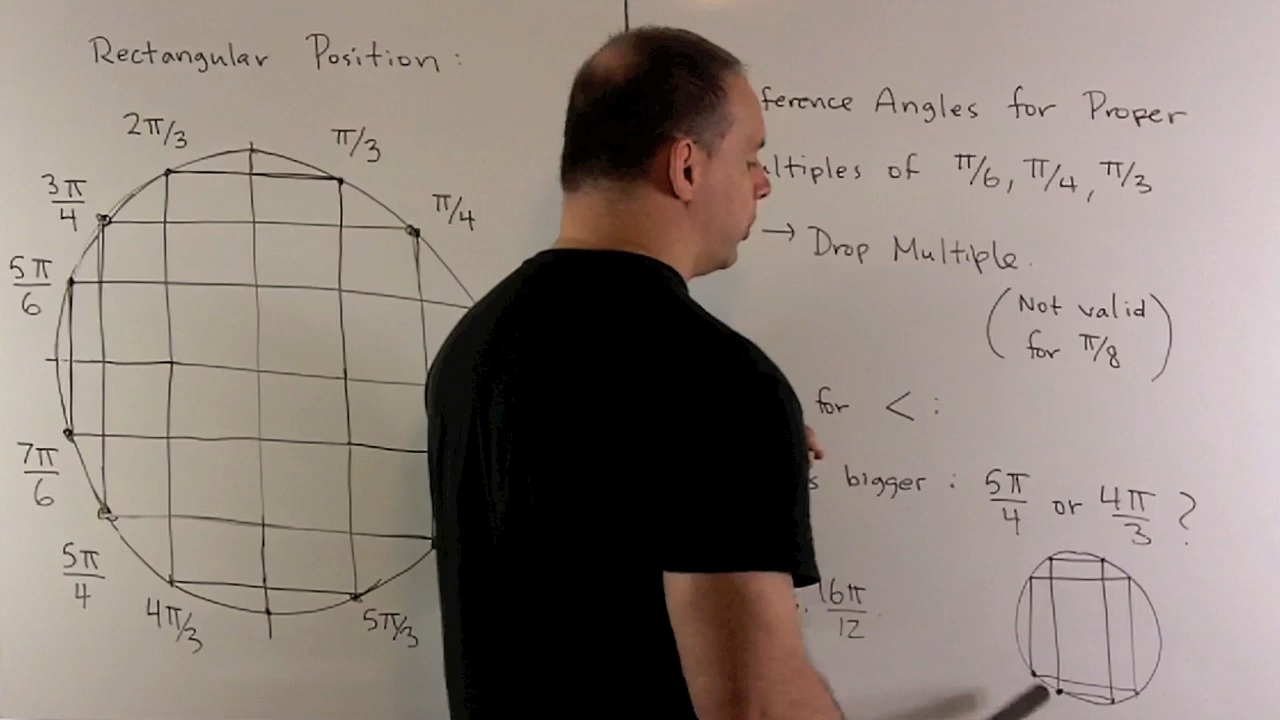 Rectangular Position:
2π/3
π/3
3π/4
π/4
5π/6
7π/6
5π/4
4π/3
5π/3
Angles for Proper
of π/6, π/4, π/3
→ Drop Multiple.
(Not valid
for π/8)
for < :
bigger : 5π/4 or 4π/3 ?
16π/12